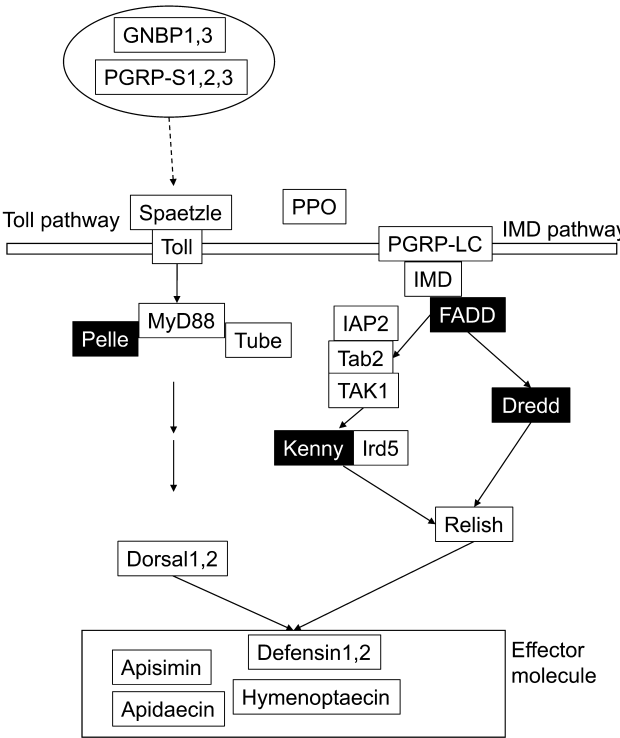 GNBP1,3
PGRP-S1,2,3
Spaetzle
PPO
Toll pathway
IMD pathway
Toll
PGRP-LC
IMD
MyD88
IAP2
FADD
Pelle
Tube
Tab2
TAK1
Dredd
Kenny
Ird5
Relish
Dorsal1,2
Defensin1,2
Effector
molecule
Apisimin
Hymenoptaecin
Apidaecin